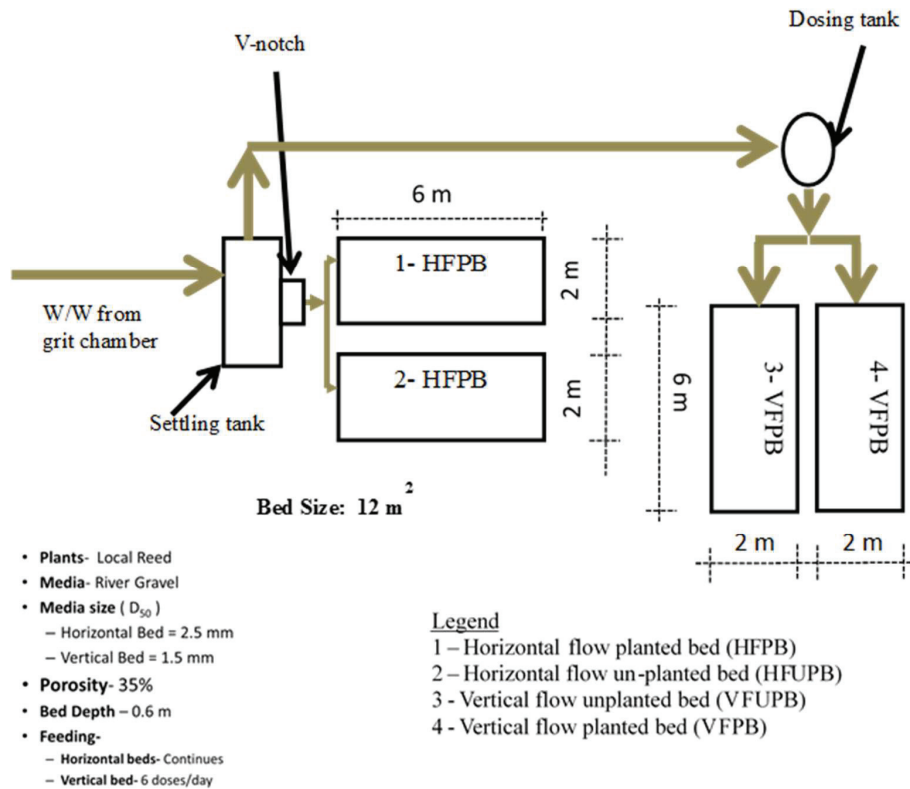 Dosing tank
V-notch
6 m
1- HFPB
2 m
W/W from
grit chamber
2- HFPB
2 m
Settling tank
6 m
3- VFPB
4- VFPB
Bed Size: 12 m²
2 m
2 m
• Plants- Local Reed
• Media- River Gravel
• Media size ( D₅₀ )
– Horizontal Bed = 2.5 mm
– Vertical Bed = 1.5 mm
• Porosity- 35%
• Bed Depth – 0.6 m
• Feeding-
– Horizontal beds- Continues
– Vertical bed- 6 doses/day
Legend
1 – Horizontal flow planted bed (HFPB)
2 – Horizontal flow un-planted bed (HFUPB)
3 - Vertical flow unplanted bed (VFUPB)
4 - Vertical flow planted bed (VFPB)